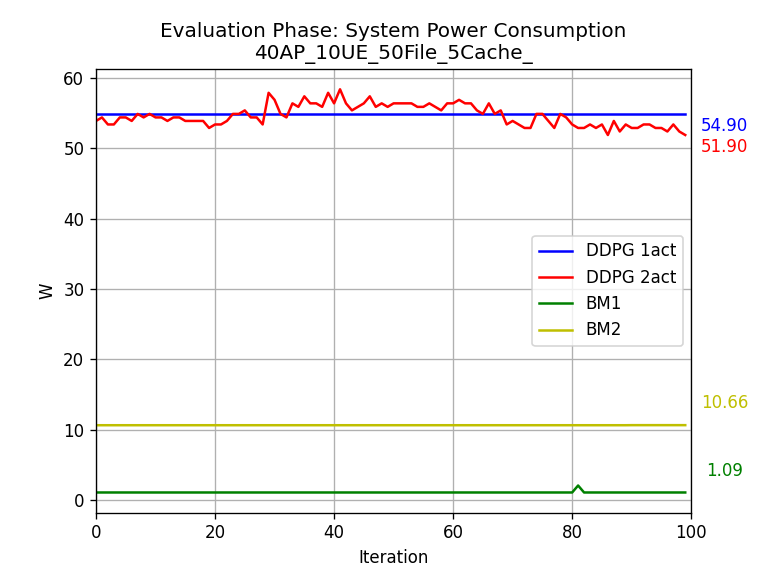 Evaluation Phase: System Power Consumption
40AP_10UE_50File_5Cache_
60
50
40
30
20
10
0
W
0 20 40 60 80 100
Iteration
DDPG 1act
DDPG 2act
BM1
BM2
54.90
51.90
10.66
1.09